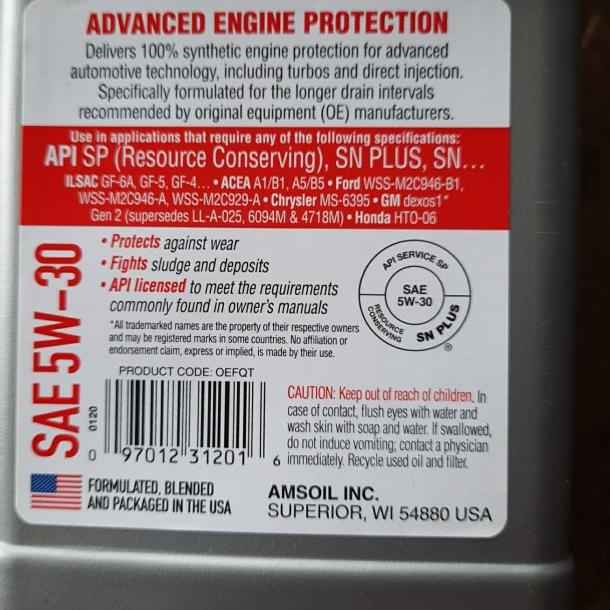 ADVANCED ENGINE PROTECTION
Delivers 100% synthetic engine protection for advanced
automotive technology, including turbos and direct injection.
Specifically formulated for the longer drain intervals
recommended by original equipment (OE) manufacturers.
Use in applications that require any of the following specifications:
API SP (Resource Conserving), SN PLUS, SN...
ILSAC GF-6A, GF-5, GF-4... • ACEA A1/B1, A5/B5 • Ford WSS-M2C946-B1,
WSS-M2C946-A, WSS-M2C929-A • Chrysler MS-6395 • GM dexos1*
Gen 2 (supersedes LL-A-025, 6094M & 4718M) • Honda HTO-06
SAE 5W-30
• Protects against wear
• Fights sludge and deposits
• API licensed to meet the requirements
commonly found in owner's manuals
*All trademarked names are the property of their respective owners
and may be registered marks in some countries. No affiliation or
endorsement claim, express or implied, is made by their use.
API SERVICE SP
SAE
5W-30
RESOURCE
CONSERVING
SN PLUS
®
PRODUCT CODE: OEFQT
0120
0 97012 31201 6
CAUTION: Keep out of reach of children. In
case of contact, flush eyes with water and
wash skin with soap and water. If swallowed,
do not induce vomiting; contact a physician
immediately. Recycle used oil and filter.
FORMULATED, BLENDED
AND PACKAGED IN THE USA
AMSOIL INC.
SUPERIOR, WI 54880 USA